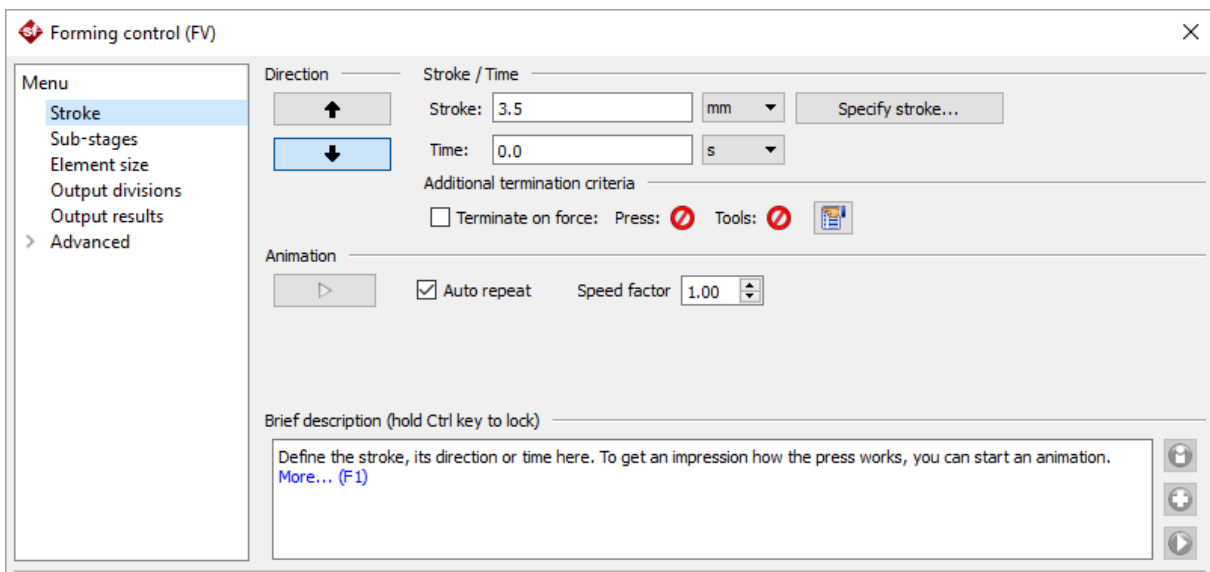 Forming control (FV)
Menu
Stroke
Sub-stages
Element size
Output divisions
Output results
Advanced
Direction
Stroke / Time
Stroke: 3.5 mm Specify stroke...
Time: 0.0 s
Additional termination criteria
Terminate on force: Press: Tools:
Animation
Auto repeat Speed factor 1.00
Brief description (hold Ctrl key to lock)
Define the stroke, its direction or time here. To get an impression how the press works, you can start an animation.
More... (F1)